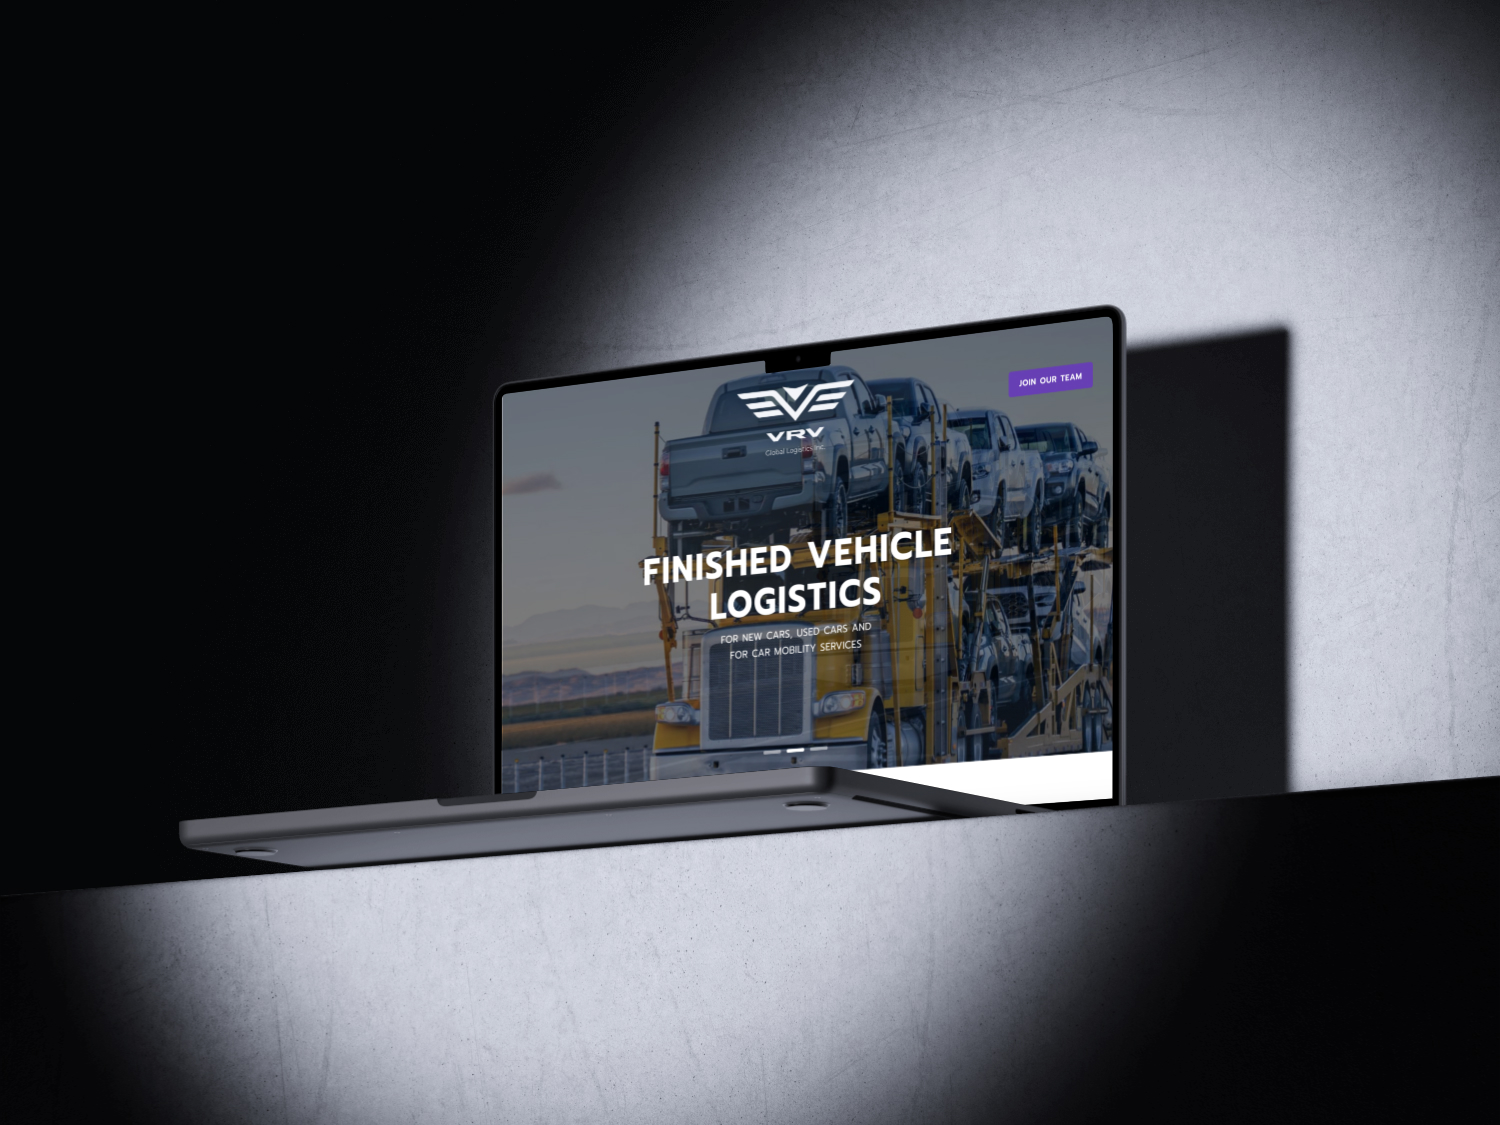 JOIN OUR TEAM
VRV
Global Logistics Inc.
FINISHED VEHICLE
LOGISTICS
FOR NEW CARS, USED CARS AND
FOR CAR MOBILITY SERVICES